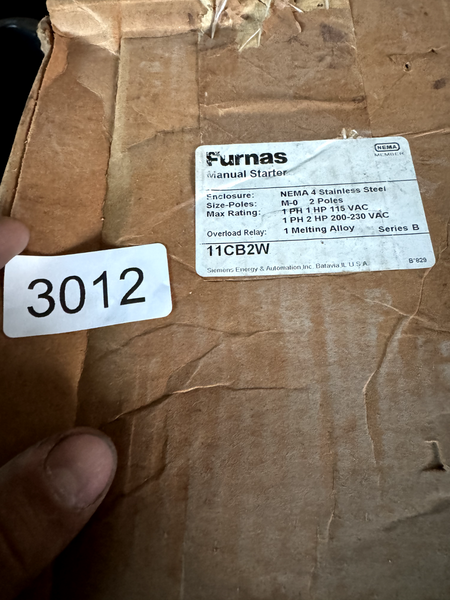 Furnas
NEMA
MEMBER
Manual Starter
Enclosure: NEMA 4 Stainless Steel
Size-Poles: M-0 2 Poles
Max Rating: 1 PH 1 HP 115 VAC
1 PH 2 HP 200-230 VAC
Overload Relay: 1 Melting Alloy Series B
11CB2W
Siemens Energy & Automation Inc. Batavia IL U.S.A. B*829
3012